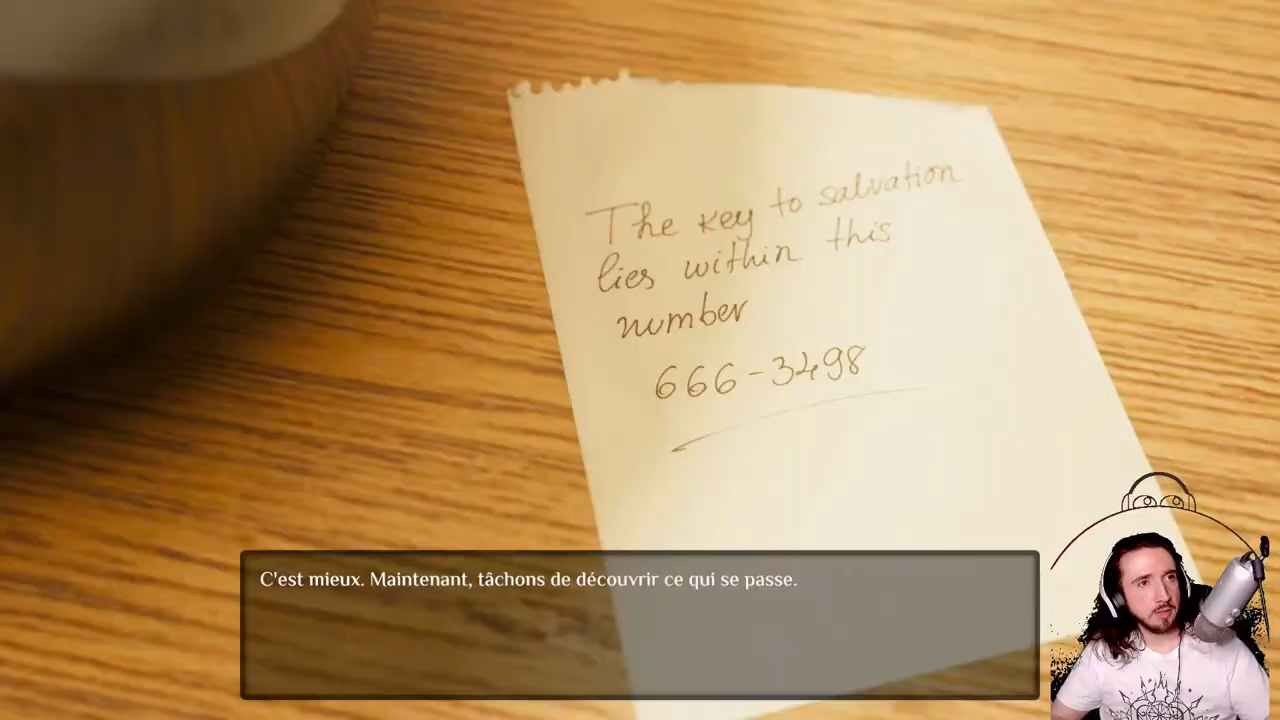 The key to salvation
lies within this
number
666-3498
C'est mieux. Maintenant, tâchons de découvrir ce qui se passe.